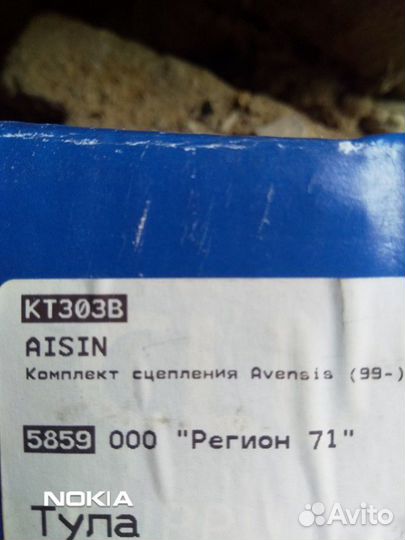 KT303B
AISIN
Комплект сцепления Avensis (99-)
5859 ООО "Регион 71"
Тула
NOKIA
Avito